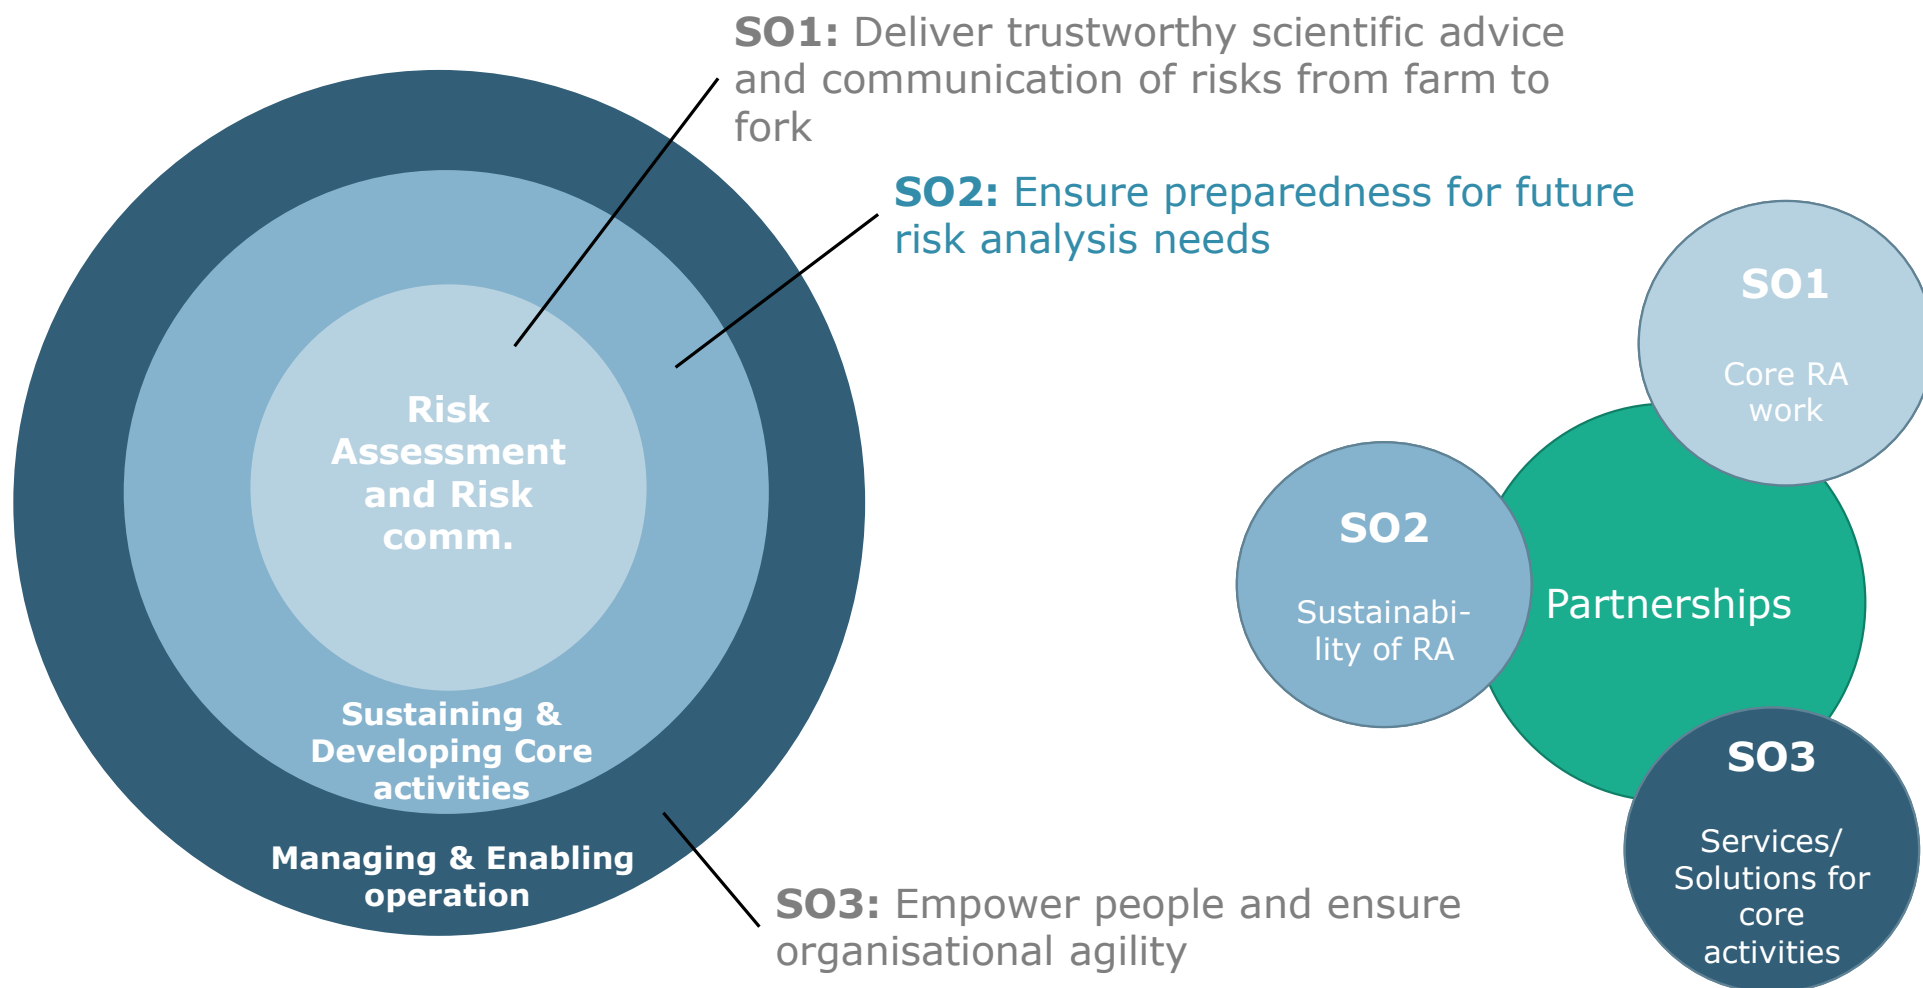 SO1: Deliver trustworthy scientific advice
and communication of risks from farm to
fork
SO2: Ensure preparedness for future
risk analysis needs
Risk
Assessment
and Risk
comm.
Sustaining &
Developing Core
activities
Managing & Enabling
operation
SO3: Empower people and ensure
organisational agility
SO1
Core RA
work
SO2
Sustainabi-
lity of RA
Partnerships
SO3
Services/
Solutions for
core
activities